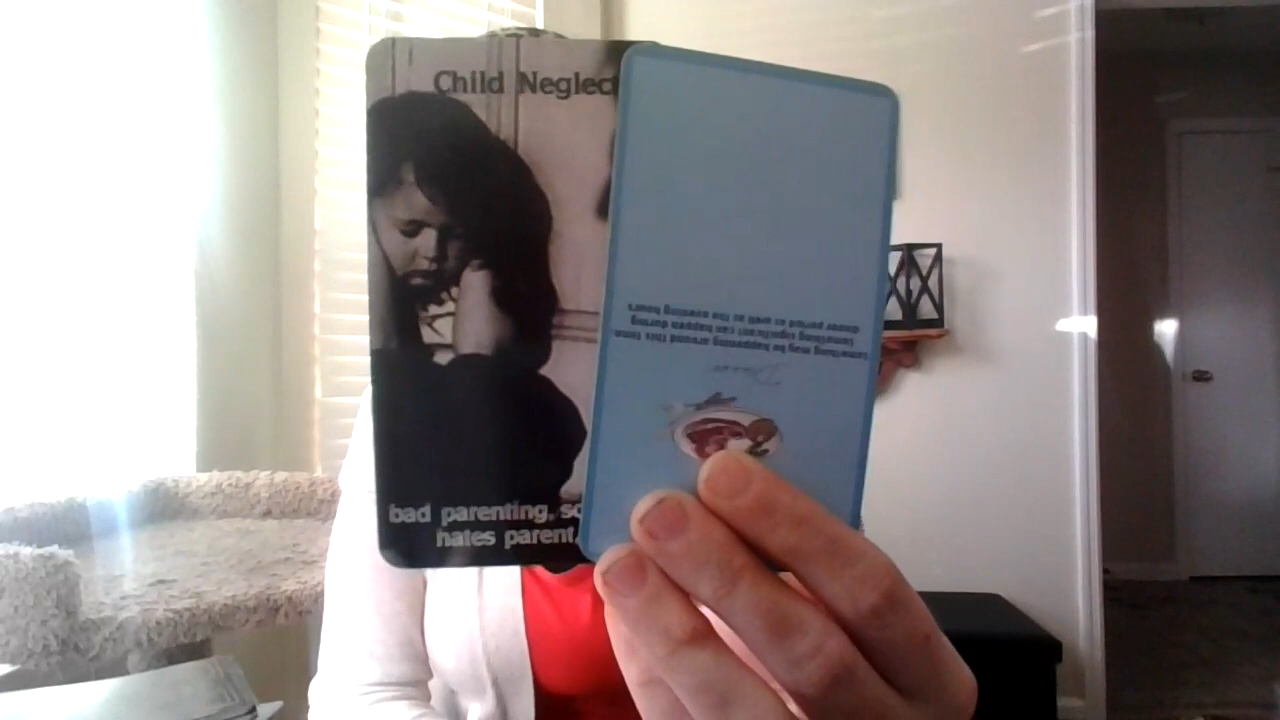 Child Neglect
bad parenting, so
hates parent,
Dinner
Something may be happening around this time.
Something significant can happen during
dinner period as well as the evening hours.